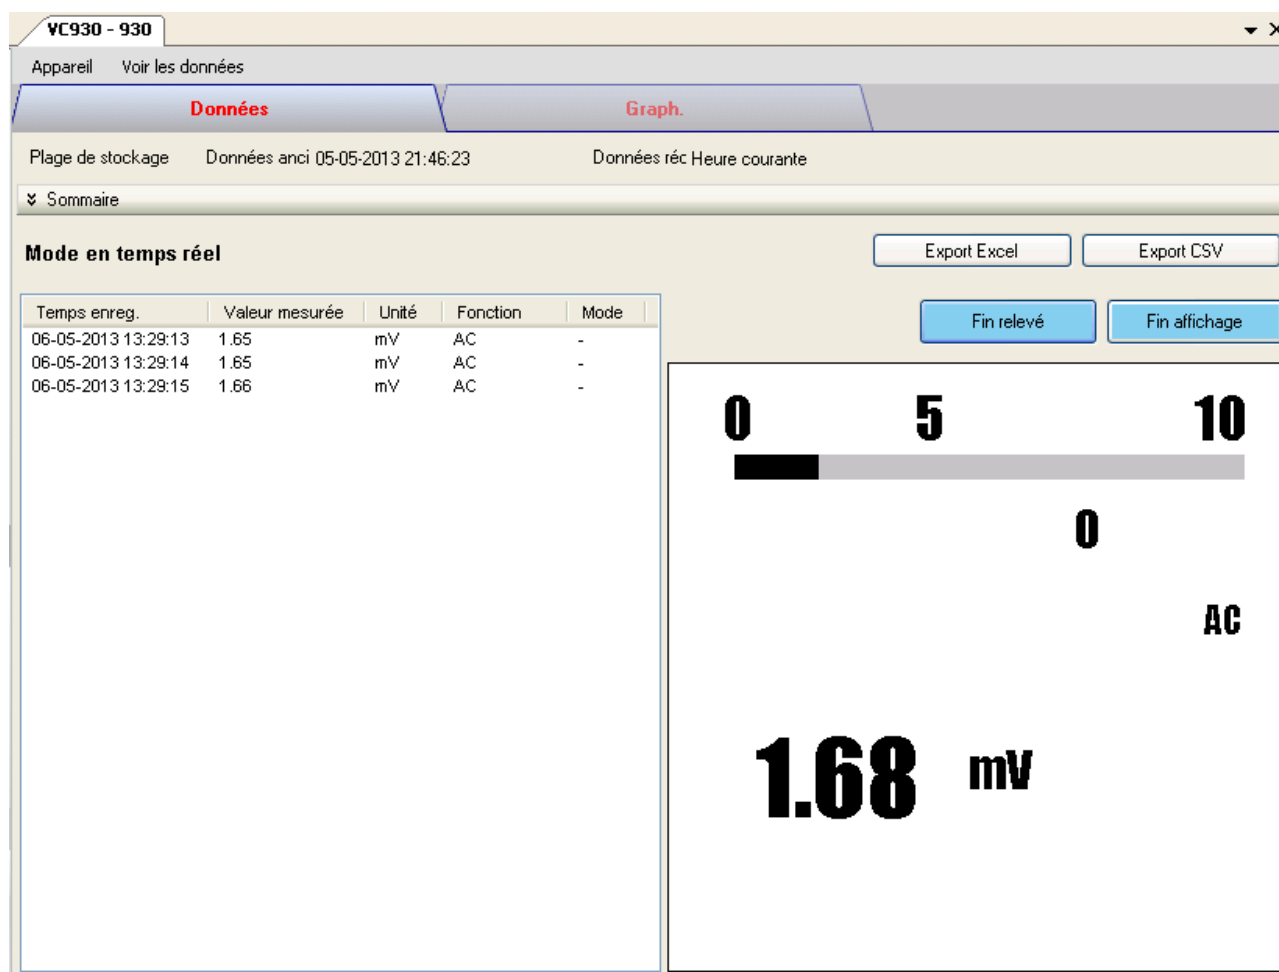 VC930 - 930
Appareil Voir les données
Données Graph.
Plage de stockage Données anci 05-05-2013 21:46:23 Données réc Heure courante
Sommaire
Mode en temps réel Export Excel Export CSV
Fin relevé Fin affichage
Temps enreg. Valeur mesurée Unité Fonction Mode
06-05-2013 13:29:13 1.65 mV AC -
06-05-2013 13:29:14 1.65 mV AC -
06-05-2013 13:29:15 1.66 mV AC -
0 5 10
0
AC
1.68 mV